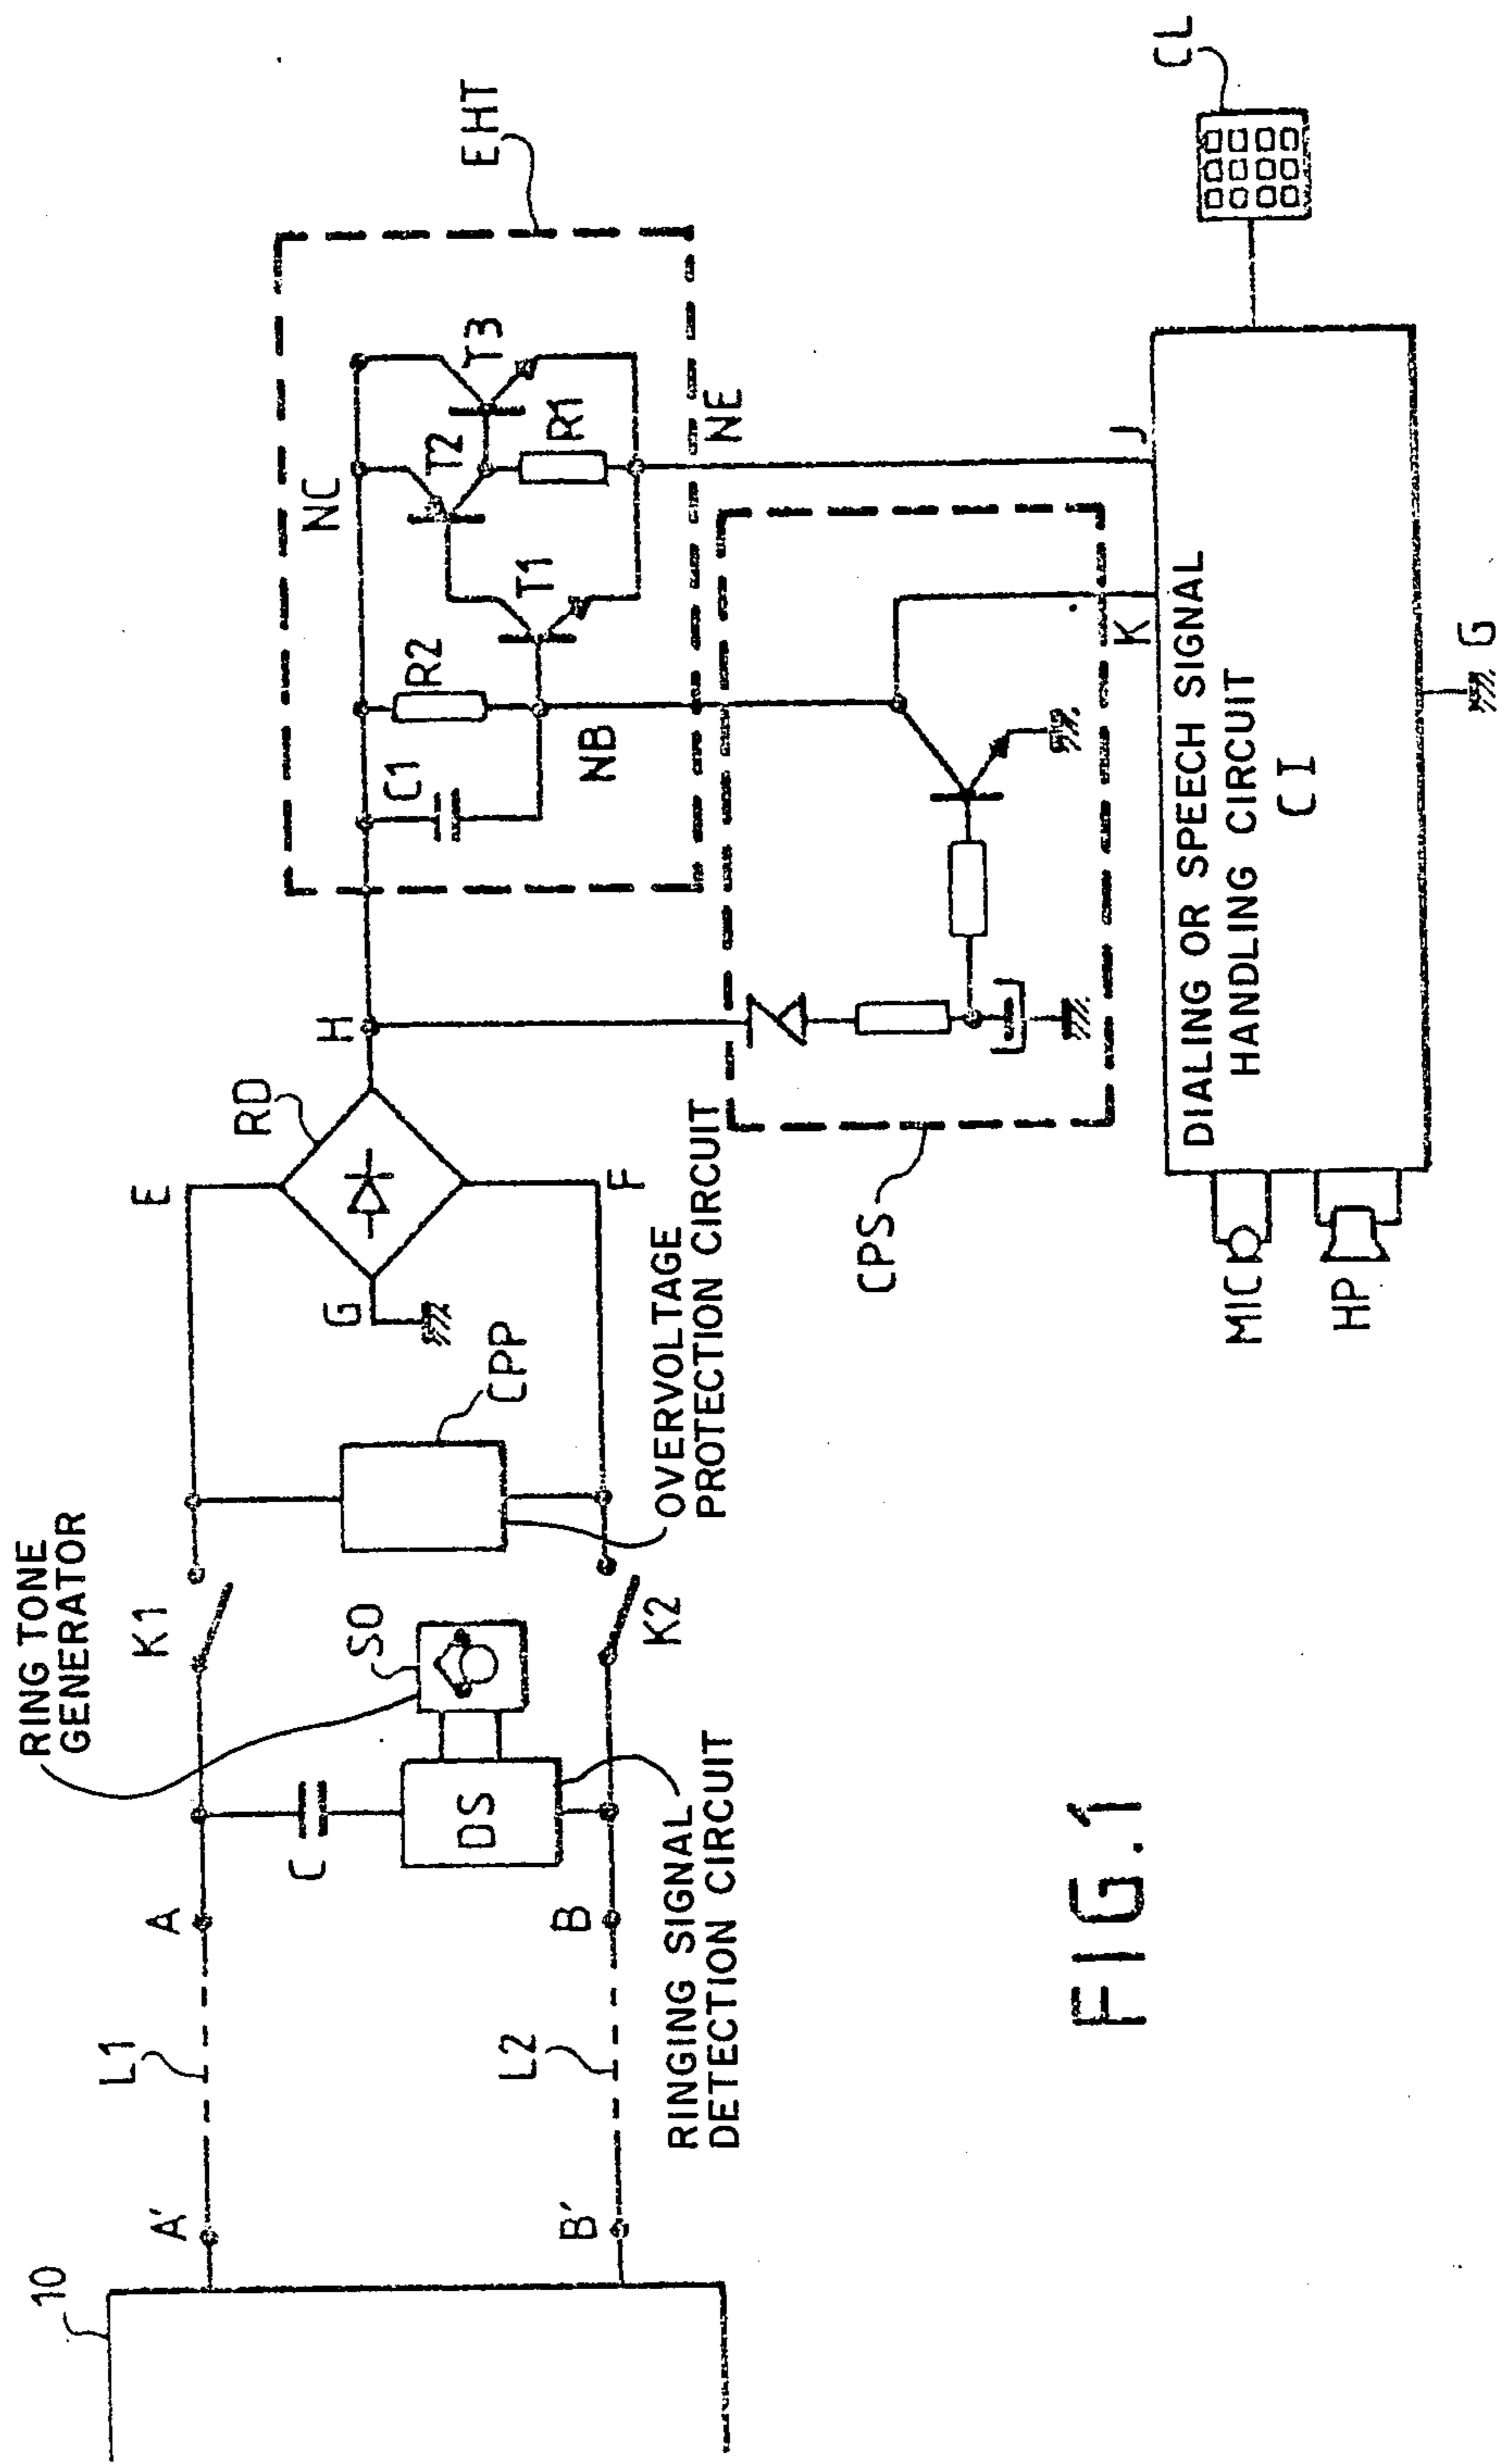 10
A'
L1
A
K1
E
H
NC
EHT
RING TONE
GENERATOR
C
SO
DS
CPP
G
RD
C1
R2
T1
T2
T3
R1
NB
NE
B'
L2
B
K2
F
RINGING SIGNAL
DETECTION CIRCUIT
OVERVOLTAGE
PROTECTION CIRCUIT
CPS
K
J
MIC
HP
DIALING OR SPEECH SIGNAL
HANDLING CIRCUIT
CI
G
CL
FIG.1